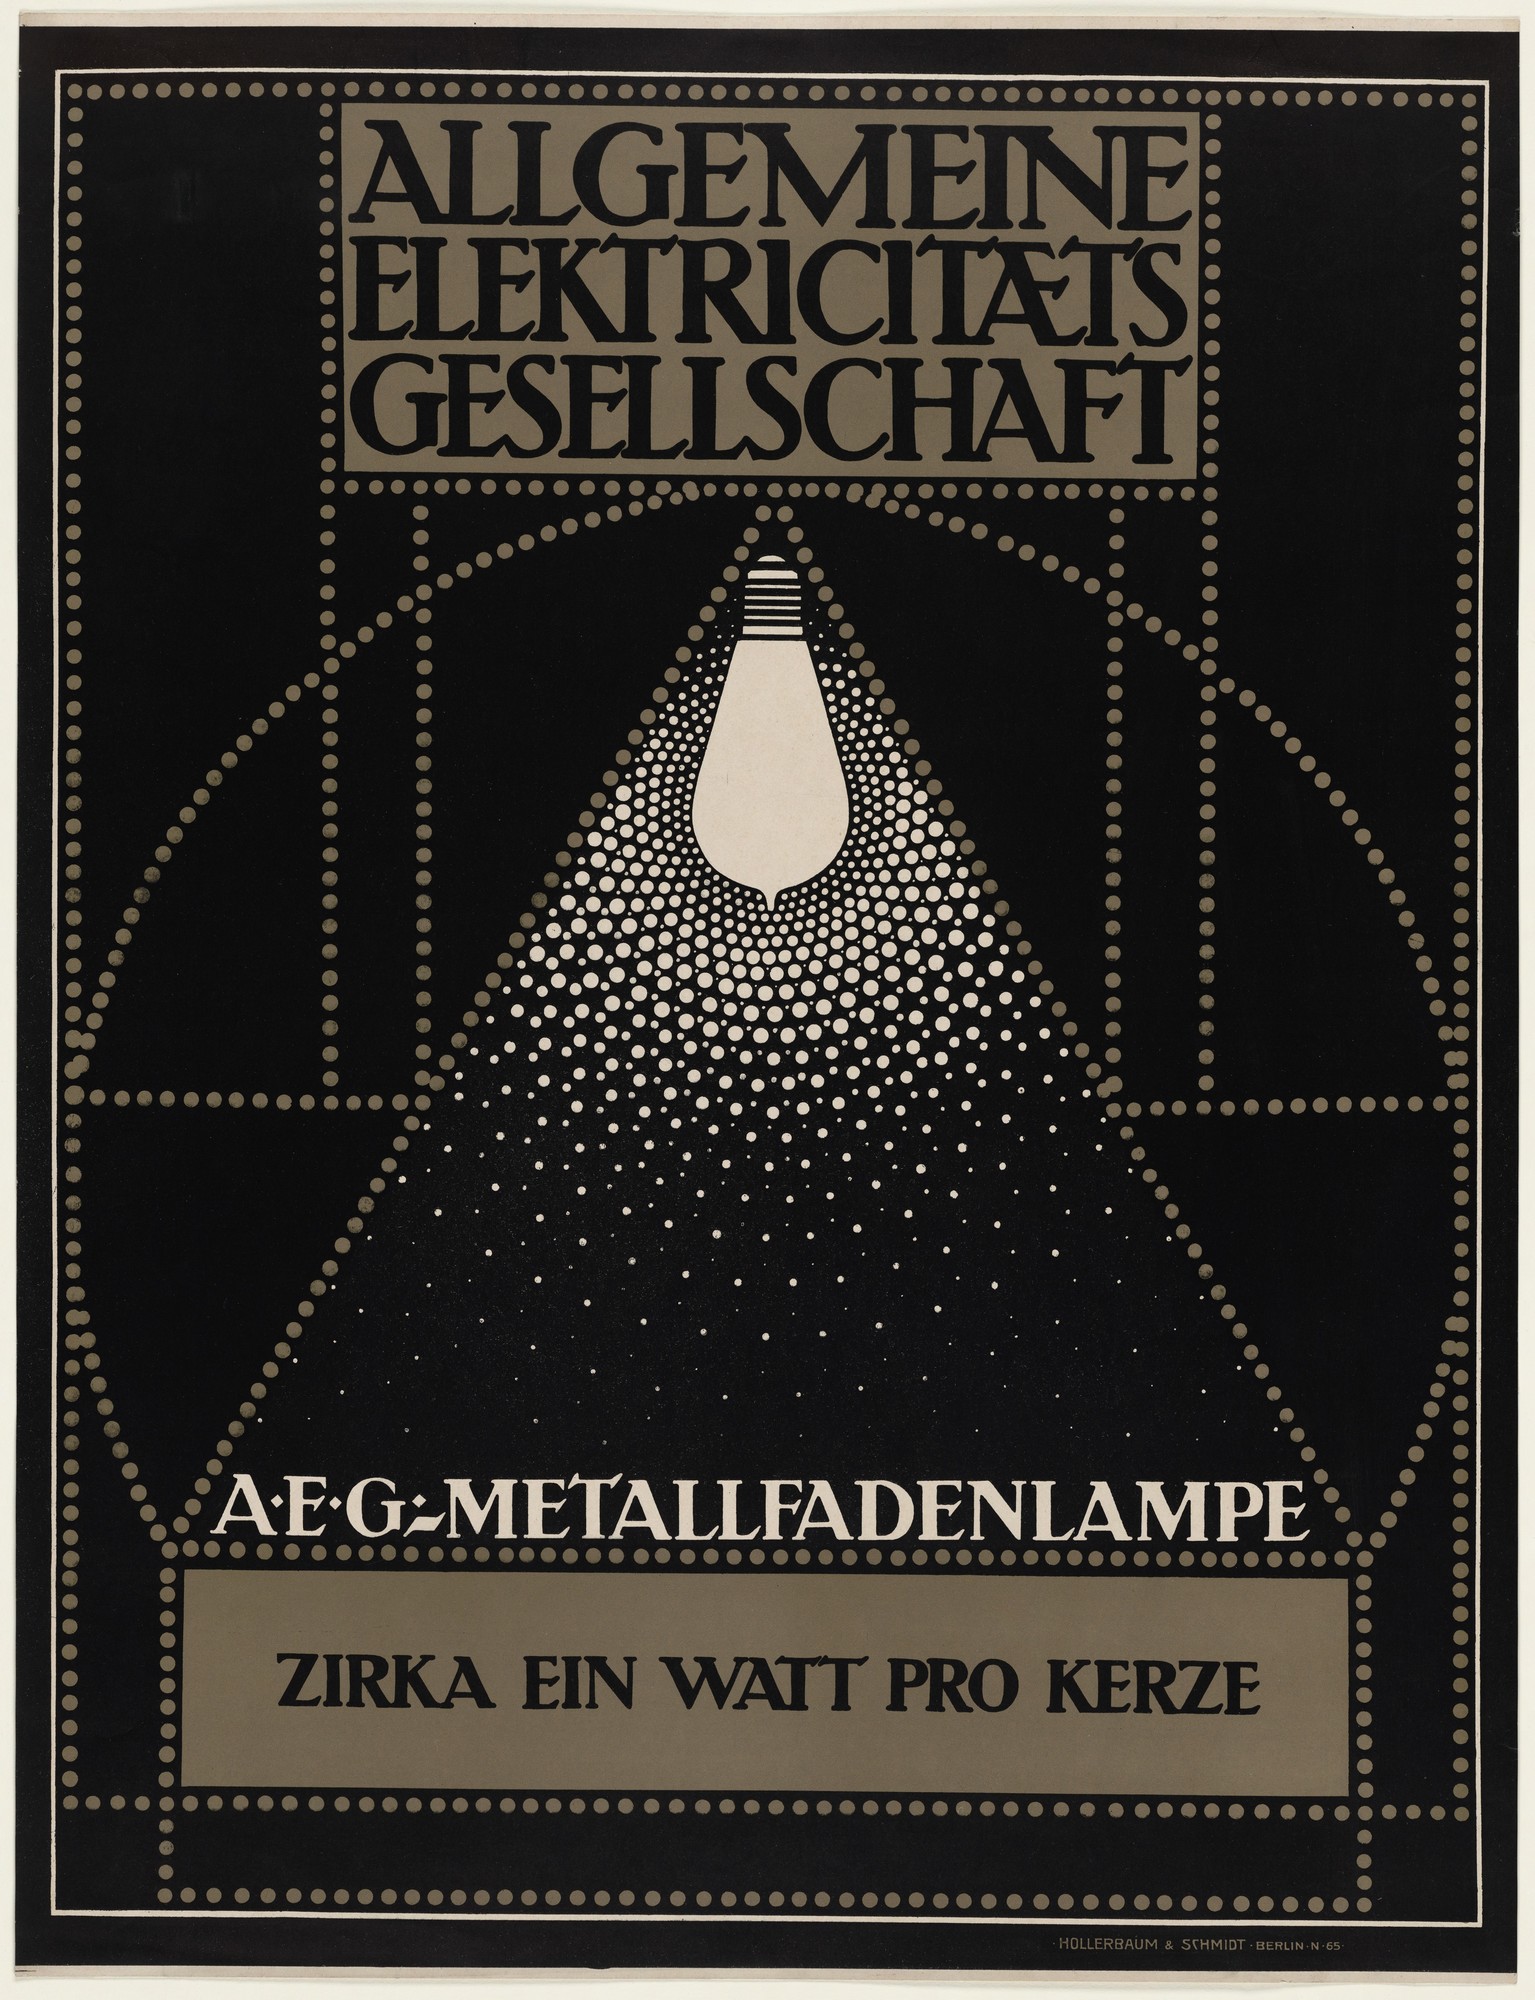 ALLGEMEINE
ELEKTRICITÆTS
GESELLSCHAFT
A·E·G:-METALLFADENLAMPE
ZIRKA EIN WATT PRO KERZE
·HOLLERBAUM & SCHMIDT·BERLIN·N·65·